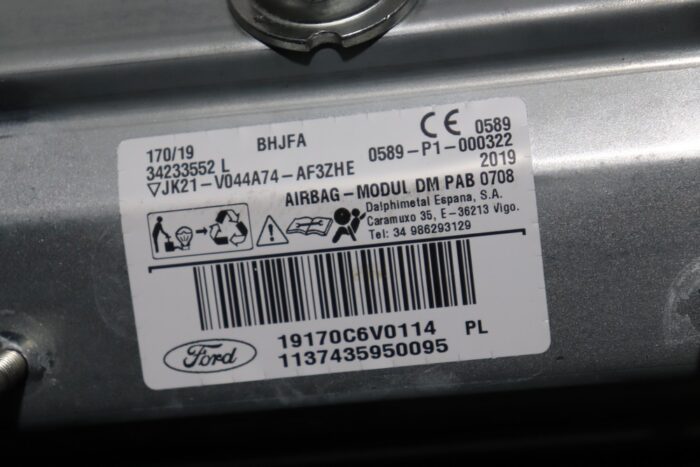 170/19 BHJFA CE 0589
34233552 L 0589-P1-000322
▽JK21-V044A74-AF3ZHE 2019
AIRBAG-MODUL DM PAB 0708
Dalphimetal Espana, S.A.
Caramuxo 35, E-36213 Vigo.
Tel: 34 986293129
19170C6V0114 PL
Ford 1137435950095